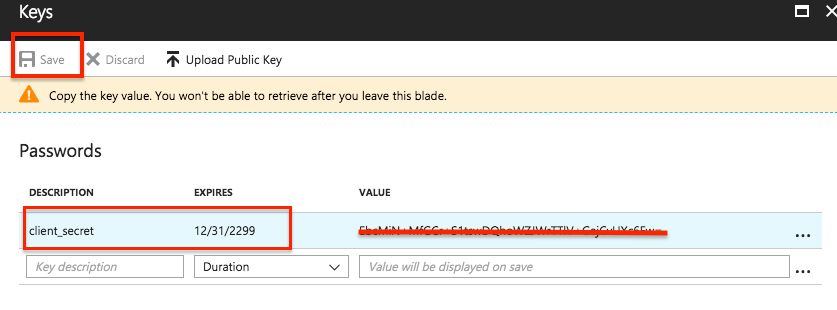 Keys
Save Discard Upload Public Key
Copy the key value. You won't be able to retrieve after you leave this blade.
Passwords
DESCRIPTION EXPIRES VALUE
client_secret 12/31/2299 ...
Key description Duration Value will be displayed on save ...